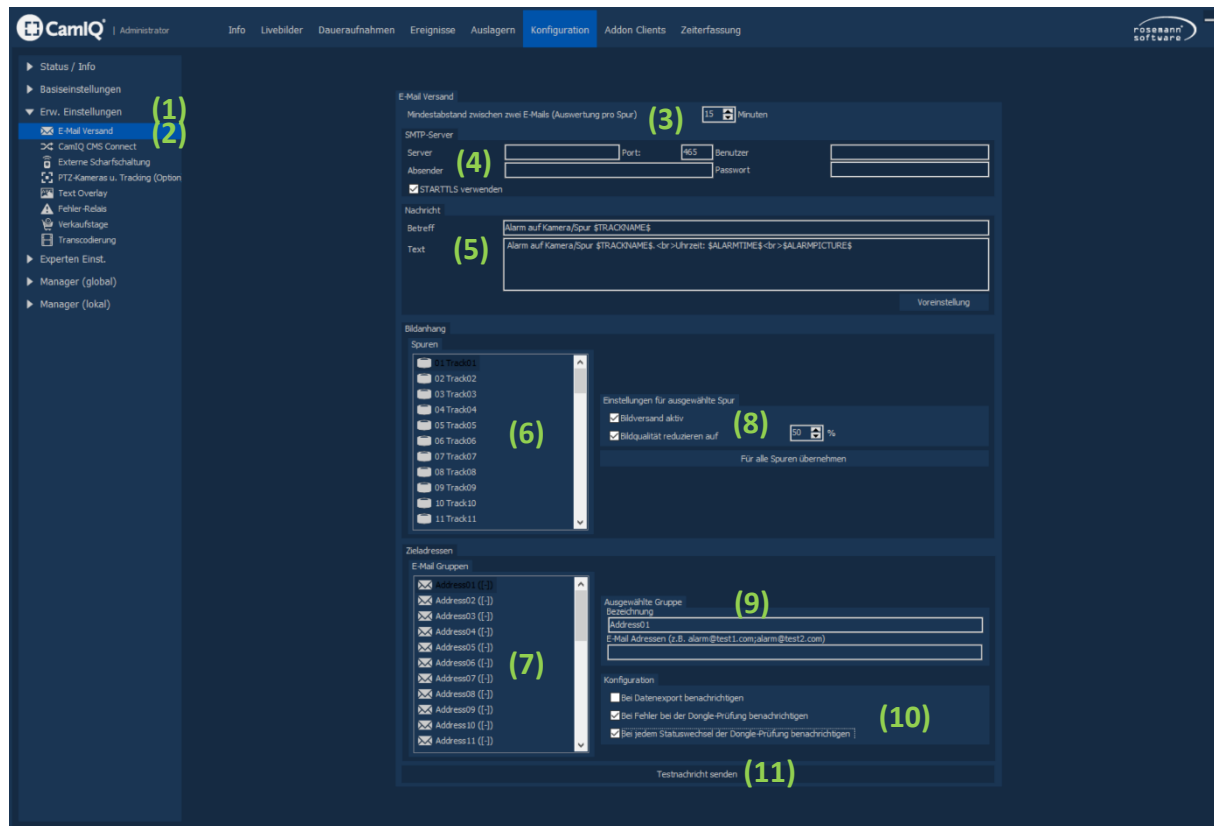 CamIQ | Administrator
Info Livebilder Daueraufnahmen Ereignisse Auslagern Konfiguration Addon Clients Zeiterfassung
rosemann software
Status / Info
Basiseinstellungen
Erw. Einstellungen (1)
E-Mail Versand (2)
CamIQ CMS Connect
Externe Scharfschaltung
PTZ-Kameras u. Tracking (Option
Text Overlay
Fehler-Relais
Verkaufstage
Transcodierung
Experten Einst.
Manager (global)
Manager (lokal)
E-Mail Versand
Mindestabstand zwischen zwei E-Mails (Auswertung pro Spur) (3) 15 Minuten
SMTP-Server
Server (4) Port: 465 Benutzer
Absender Passwort
STARTTLS verwenden
Nachricht
Betreff Alarm auf Kamera/Spur $TRACKNAME$
Text (5) Alarm auf Kamera/Spur $TRACKNAME$. <br>Uhrzeit: $ALARMTIME$<br>$ALARMPICTURE$
Voreinstellung
Bildanhang
Spuren
01 Track01
02 Track02
03 Track03
04 Track04
05 Track05
06 Track06
07 Track07
08 Track08
09 Track09
10 Track10
11 Track11
(6)
Einstellungen für ausgewählte Spur
Bildversand aktiv (8)
Bildqualität reduzieren auf 50 %
Für alle Spuren übernehmen
Zieladressen
E-Mail Gruppen
Address01 ([-])
Address02 ([-])
Address03 ([-])
Address04 ([-])
Address05 ([-])
Address06 ([-])
Address07 ([-])
Address08 ([-])
Address09 ([-])
Address10 ([-])
Address11 ([-])
(7)
Ausgewählte Gruppe (9)
Bezeichnung
Address01
E-Mail Adressen (z.B. alarm@test1.com;alarm@test2.com)
Konfiguration
Bei Datenexport benachrichtigen
Bei Fehler bei der Dongle-Prüfung benachrichtigen (10)
Bei jedem Statuswechsel der Dongle-Prüfung benachrichtigen
Testnachricht senden (11)